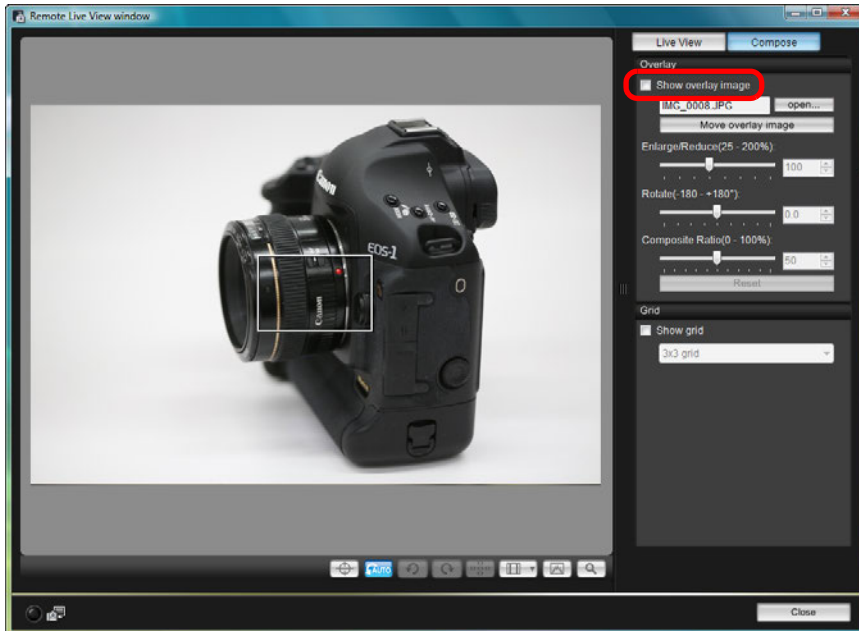 Remote Live View window
Live View Compose
Overlay
Show overlay image
IMG_0008.JPG open...
Move overlay image
Enlarge/Reduce(25 - 200%):
100
Rotate(-180 - +180°):
0.0
Composite Ratio(0 - 100%):
50
Reset
Grid
Show grid
3x3 grid
Canon
EOS-1
Canon
AUTO
Close